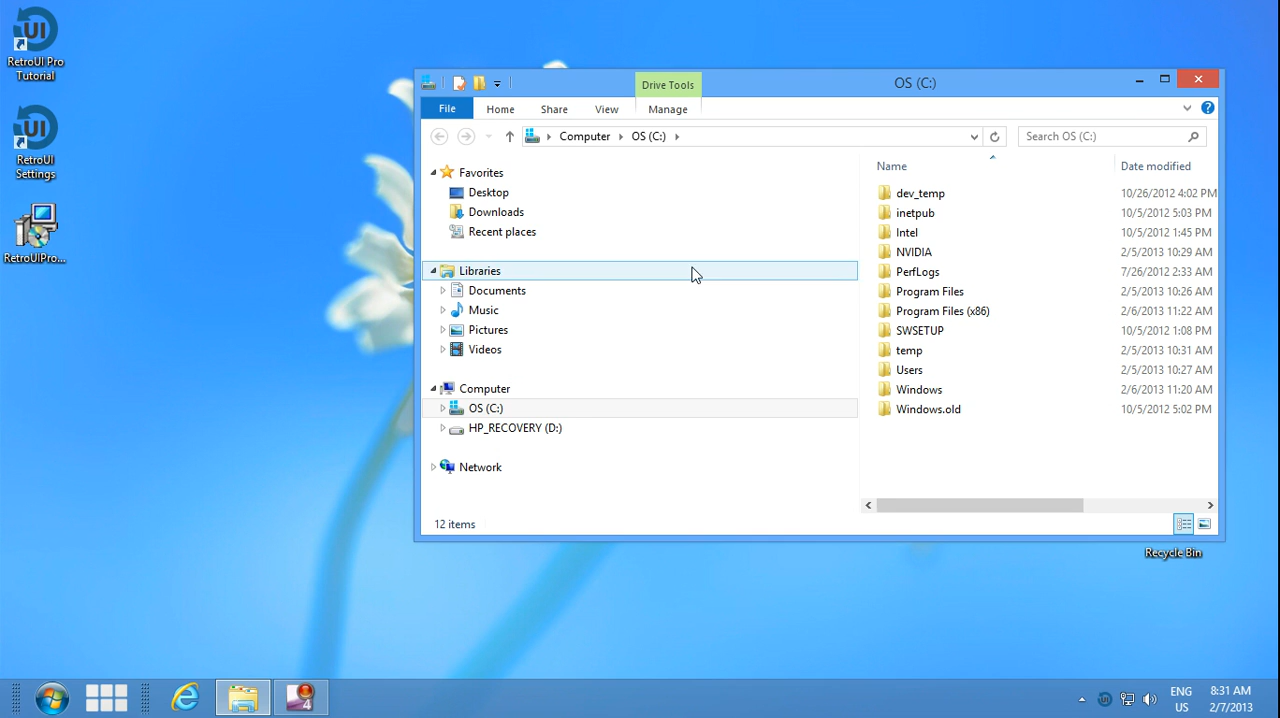 UI
RetroUI Pro
Tutorial
UI
RetroUI
Settings
RetroUIPro...
Drive Tools
OS (C:)
File
Home
Share
View
Manage
Computer
OS (C:)
Search OS (C:)
Favorites
Desktop
Downloads
Recent places
Libraries
Documents
Music
Pictures
Videos
Computer
OS (C:)
HP_RECOVERY (D:)
Network
Name
Date modified
dev_temp
10/26/2012 4:02 PM
inetpub
10/5/2012 5:03 PM
Intel
10/5/2012 1:45 PM
NVIDIA
2/5/2013 10:29 AM
PerfLogs
7/26/2012 2:33 AM
Program Files
2/5/2013 10:26 AM
Program Files (x86)
2/6/2013 11:22 AM
SWSETUP
10/5/2012 1:08 PM
temp
2/5/2013 10:31 AM
Users
2/5/2013 10:27 AM
Windows
2/6/2013 11:20 AM
Windows.old
10/5/2012 5:02 PM
12 items
Recycle Bin
4
ENG
US
8:31 AM
2/7/2013